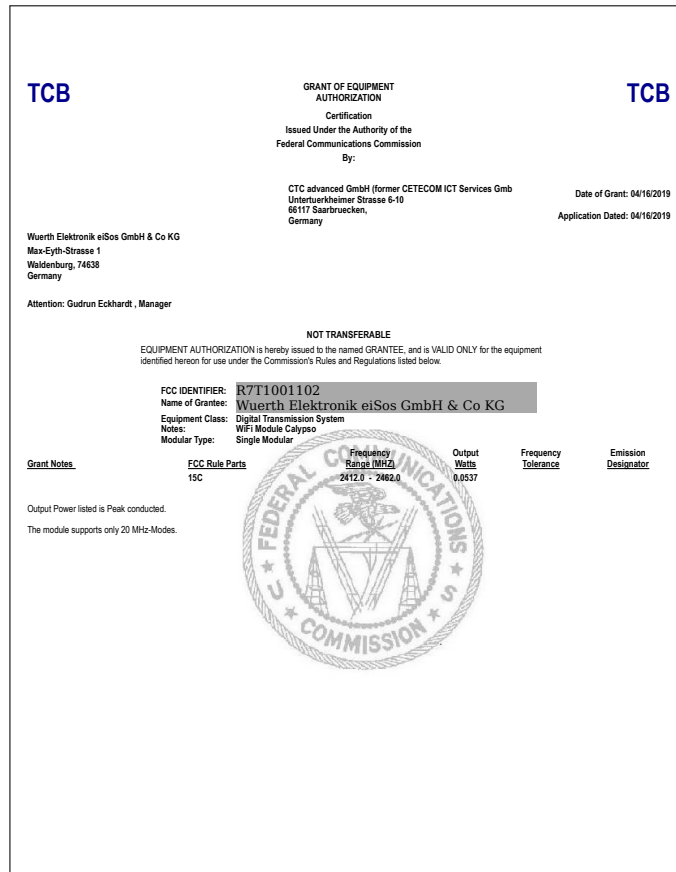 TCB
GRANT OF EQUIPMENT
AUTHORIZATION
TCB
Certification
Issued Under the Authority of the
Federal Communications Commission
By:
CTC advanced GmbH (former CETECOM ICT Services Gmb
Untertuerkheimer Strasse 6-10
66117 Saarbruecken,
Germany
Date of Grant: 04/16/2019
Application Dated: 04/16/2019
Wuerth Elektronik eiSos GmbH & Co KG
Max-Eyth-Strasse 1
Waldenburg, 74638
Germany
Attention: Gudrun Eckhardt , Manager
NOT TRANSFERABLE
EQUIPMENT AUTHORIZATION is hereby issued to the named GRANTEE, and is VALID ONLY for the equipment
identified hereon for use under the Commission's Rules and Regulations listed below.
FCC IDENTIFIER: R7T1001102
Name of Grantee: Wuerth Elektronik eiSos GmbH & Co KG
Equipment Class: Digital Transmission System
Notes: WiFi Module Calypso
Modular Type: Single Modular
Grant Notes FCC Rule Parts Frequency Range (MHZ) Output Watts Frequency Tolerance Emission Designator
15C 2412.0 - 2462.0 0.0537
Output Power listed is Peak conducted.
The module supports only 20 MHz-Modes.
FEDERAL COMMUNICATIONS COMMISSION
U S